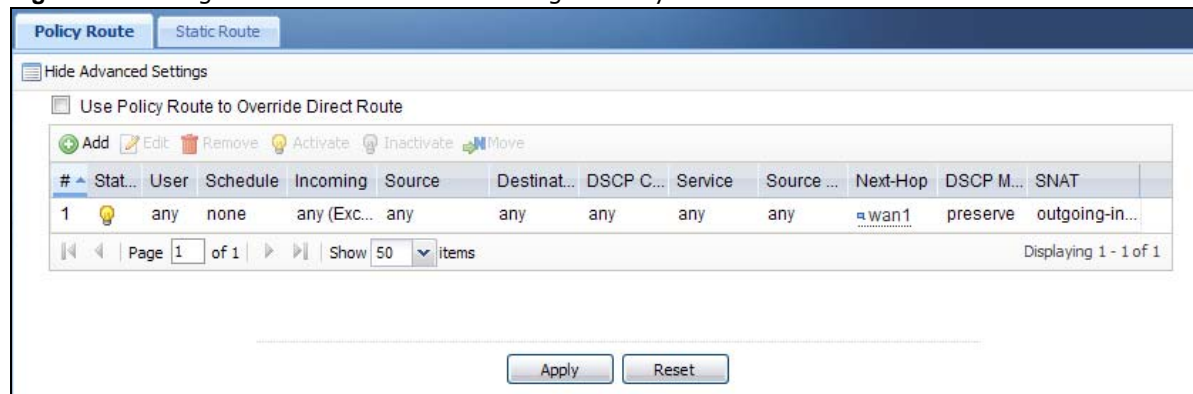 Policy Route Static Route
Hide Advanced Settings
Use Policy Route to Override Direct Route
Add Edit Remove Activate Inactivate Move
# Stat... User Schedule Incoming Source Destinat... DSCP C... Service Source ... Next-Hop DSCP M... SNAT
1 any none any (Exc... any any any any any wan1 preserve outgoing-in...
Page 1 of 1 Show 50 items Displaying 1 - 1 of 1
Apply Reset